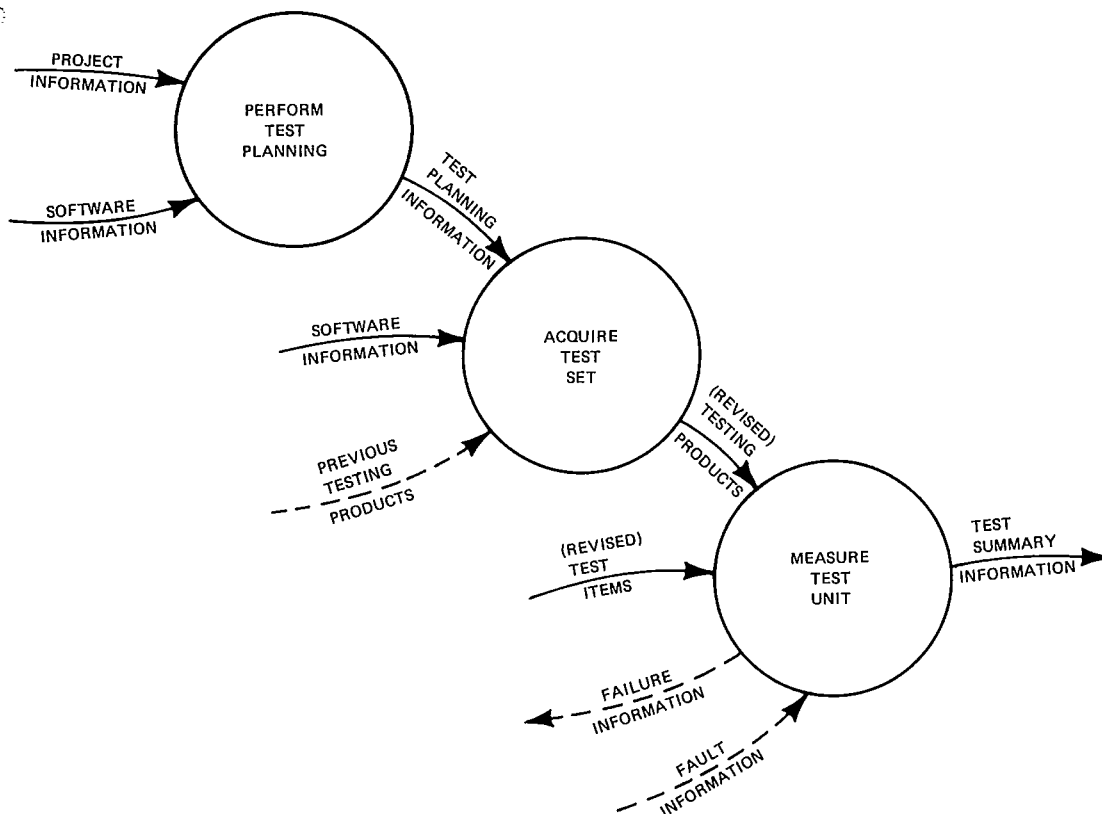 PROJECT
INFORMATION
PERFORM
TEST
PLANNING
SOFTWARE
INFORMATION
TEST
PLANNING
INFORMATION
SOFTWARE
INFORMATION
ACQUIRE
TEST
SET
PREVIOUS
TESTING
PRODUCTS
(REVISED)
TESTING
PRODUCTS
(REVISED)
TEST
ITEMS
MEASURE
TEST
UNIT
TEST
SUMMARY
INFORMATION
FAILURE
INFORMATION
FAULT
INFORMATION